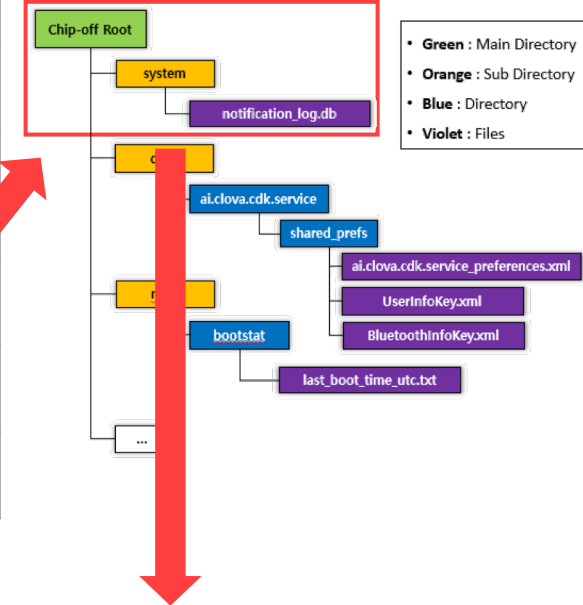 Chip-off Root
system
notification_log.db
ai.clova.cdk.service
shared_prefs
ai.clova.cdk.service_preferences.xml
UserInfoKey.xml
BluetoothInfoKey.xml
bootstat
last_boot_time_utc.txt
...
• Green : Main Directory
• Orange : Sub Directory
• Blue : Directory
• Violet : Files